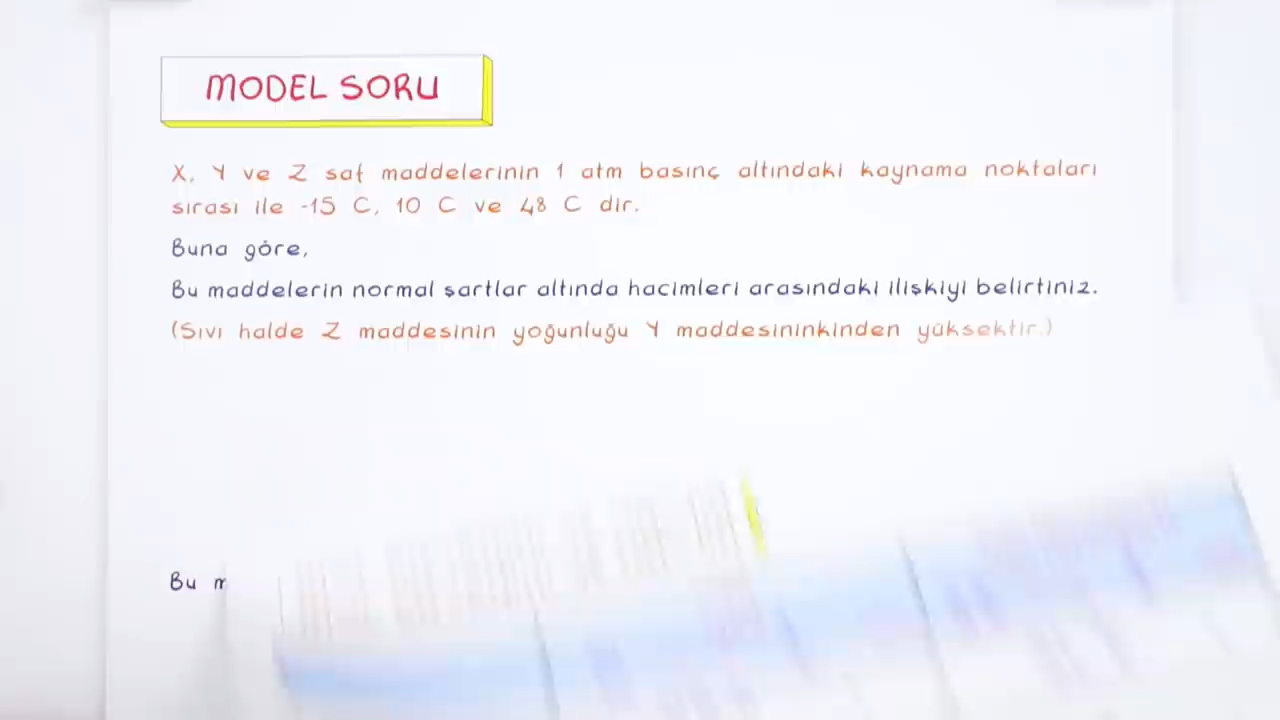 MODEL SORU
X, Y ve Z saf maddelerinin 1 atm basınç altındaki kaynama noktaları
sırası ile -15 C, 10 C ve 48 C dir.
Buna göre,
Bu maddelerin normal şartlar altında hacimleri arasındaki ilişkiyi belirtiniz.
(Sıvı halde Z maddesinin yoğunluğu Y maddesininkinden yüksektir.)
Bu